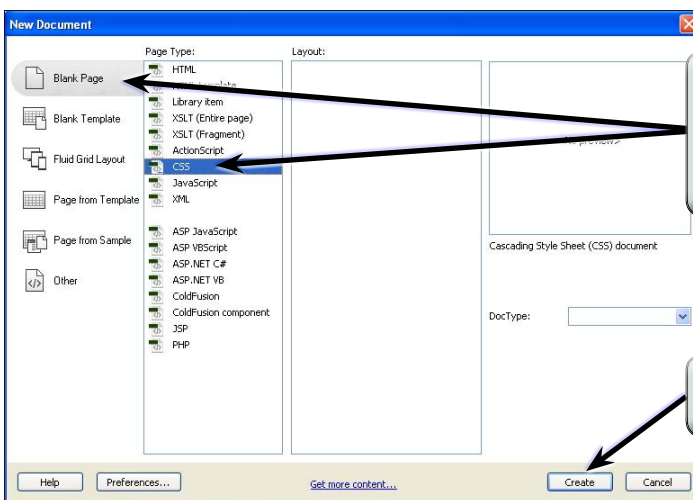 New Document
Page Type:
Layout:
Blank Page
Blank Template
Fluid Grid Layout
Page from Template
Page from Sample
Other
HTML
Library item
XSLT (Entire page)
XSLT (Fragment)
ActionScript
CSS
JavaScript
XML
ASP JavaScript
ASP VBScript
ASP.NET C#
ASP.NET VB
ColdFusion
ColdFusion component
JSP
PHP
preview>
Cascading Style Sheet (CSS) document
DocType:
Help
Preferences...
Get more content...
Create
Cancel